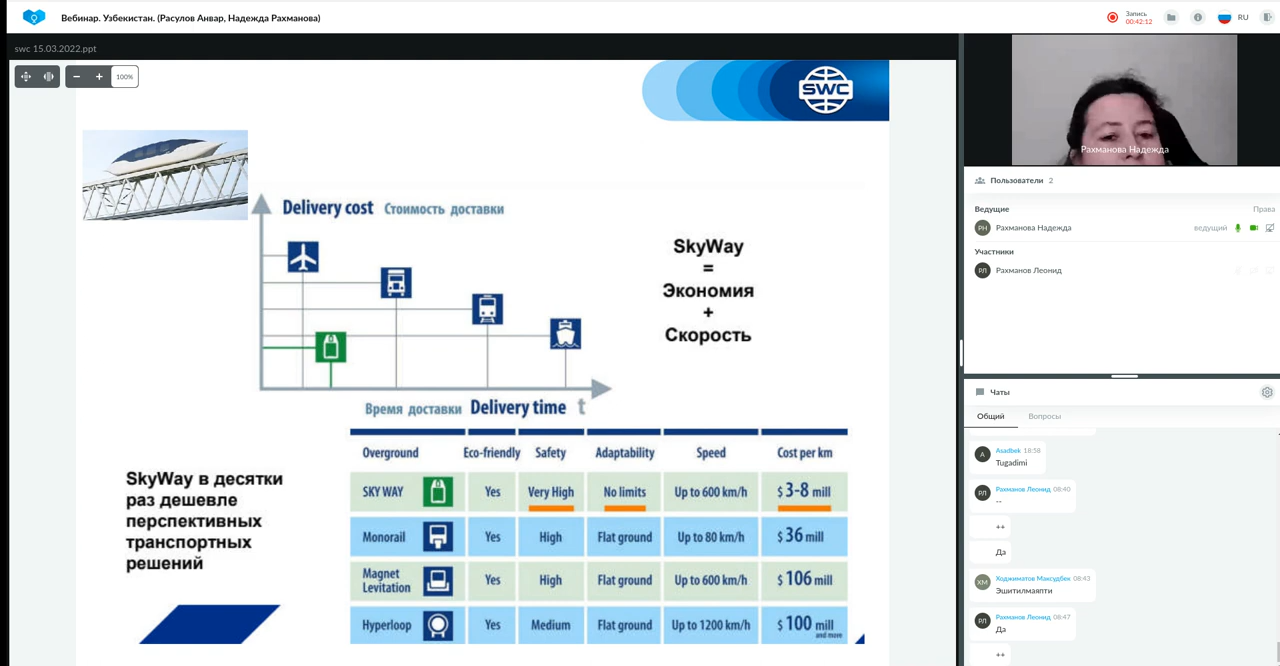 Вебинар. Узбекистан. (Расулов Анвар, Надежда Рахманова)
Запись
00:42:12
RU
swc 15.03.2022.ppt
100%
SWC
Delivery cost Стоимость доставки
SkyWay
=
Экономия
+
Скорость
Время доставки Delivery time t
SkyWay в десятки
раз дешевле
перспективных
транспортных
решений
Overground Eco-friendly Safety Adaptability Speed Cost per km
SKY WAY Yes Very High No limits Up to 600 km/h $ 3-8 mill
Monorail Yes High Flat ground Up to 80 km/h $ 36 mill
Magnet
Levitation Yes High Flat ground Up to 600 km/h $ 106 mill
Hyperloop Yes Medium Flat ground Up to 1200 km/h $ 100 mill
and more
Рахманова Надежда
Пользователи 2
Ведущие Права
РН Рахманова Надежда ведущий
Участники
РЛ Рахманов Леонид
Чаты
Общий Вопросы
A Asadbek 18:58
Tugadimi
РЛ Рахманов Леонид 08:40
--
++
Да
ХМ Ходжиматов Максудбек 08:43
Эшитилмаяпти
РЛ Рахманов Леонид 08:47
Да
++